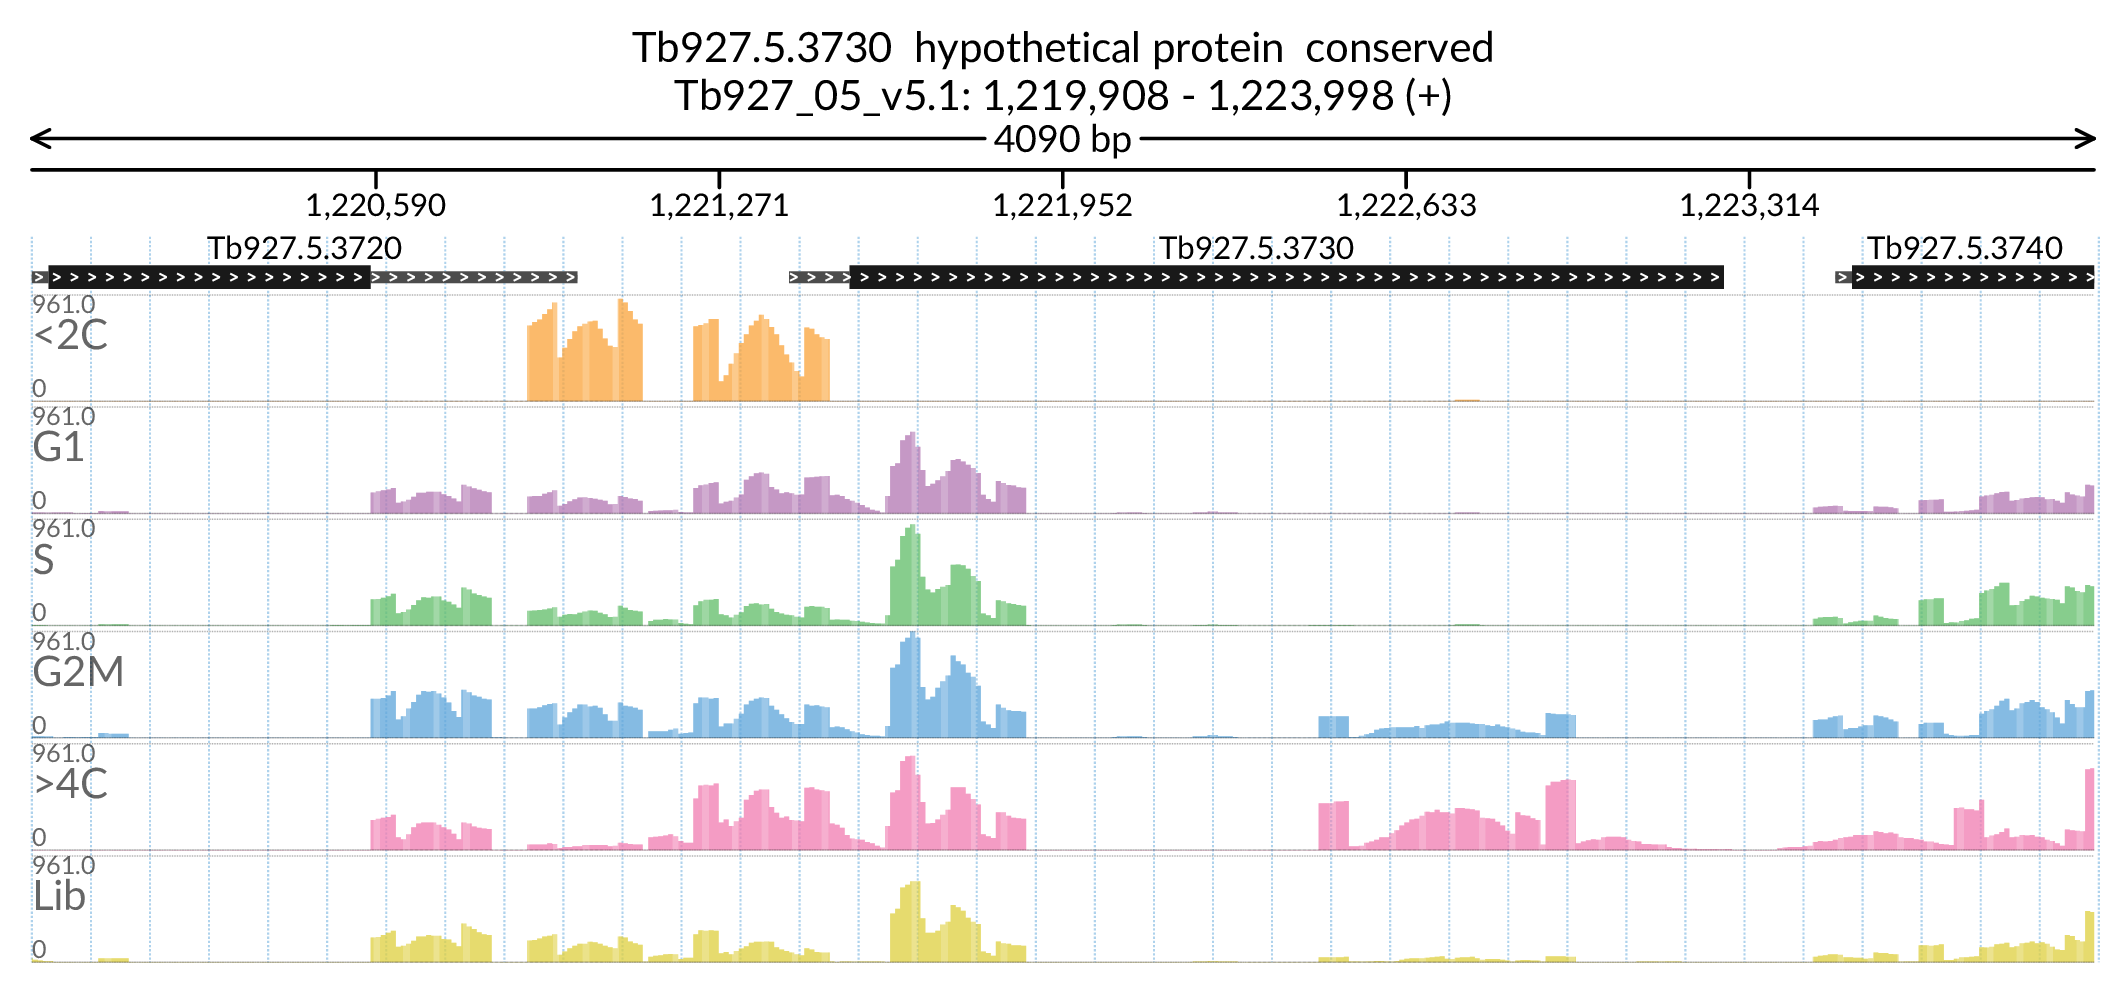 Tb927.5.3730 hypothetical protein conserved
Tb927_05_v5.1: 1,219,908 - 1,223,998 (+)
4090 bp
1,220,590 1,221,271 1,221,952 1,222,633 1,223,314
Tb927.5.3720 Tb927.5.3730 Tb927.5.3740
961.0
<2C
0
961.0
G1
0
961.0
S
0
961.0
G2M
0
961.0
>4C
0
961.0
Lib
0